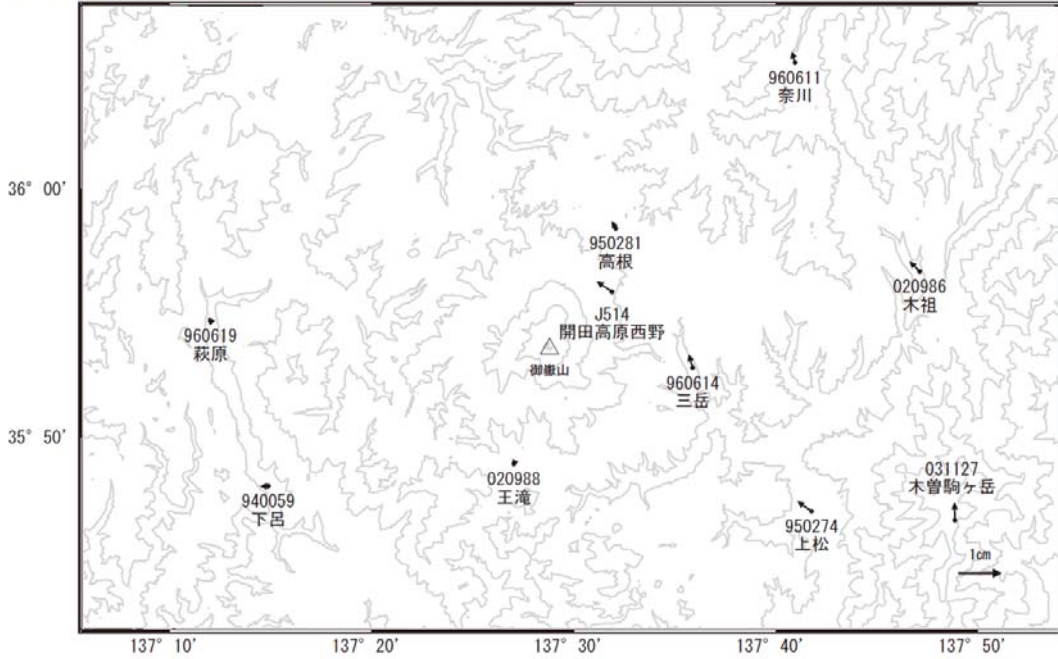 960611
奈川
36° 00'
950281
高根
020986
木祖
J514
開田高原西野
960619
萩原
御嶽山
960614
三岳
35° 50'
020988
王滝
031127
木曽駒ヶ岳
940059
下呂
950274
上松
1cm
137° 10'
137° 20'
137° 30'
137° 40'
137° 50'